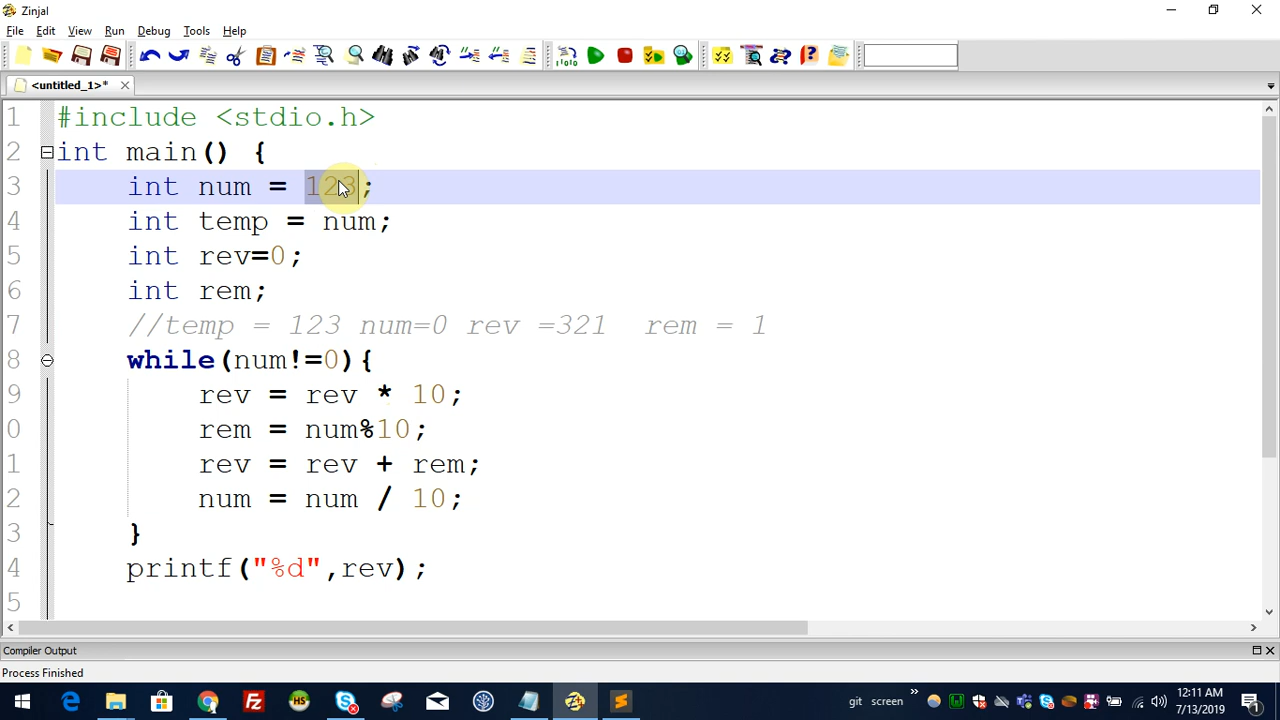 Zinjal
File Edit View Run Debug Tools Help
<untitled_1>*
1 #include <stdio.h>
2 int main() {
3 int num = 123;
4 int temp = num;
5 int rev=0;
6 int rem;
7 //temp = 123 num=0 rev =321 rem = 1
8 while(num!=0){
9 rev = rev * 10;
0 rem = num%10;
1 rev = rev + rem;
2 num = num / 10;
3 }
4 printf("%d",rev);
5
Compiler Output
Process Finished
git screen
12:11 AM
7/13/2019